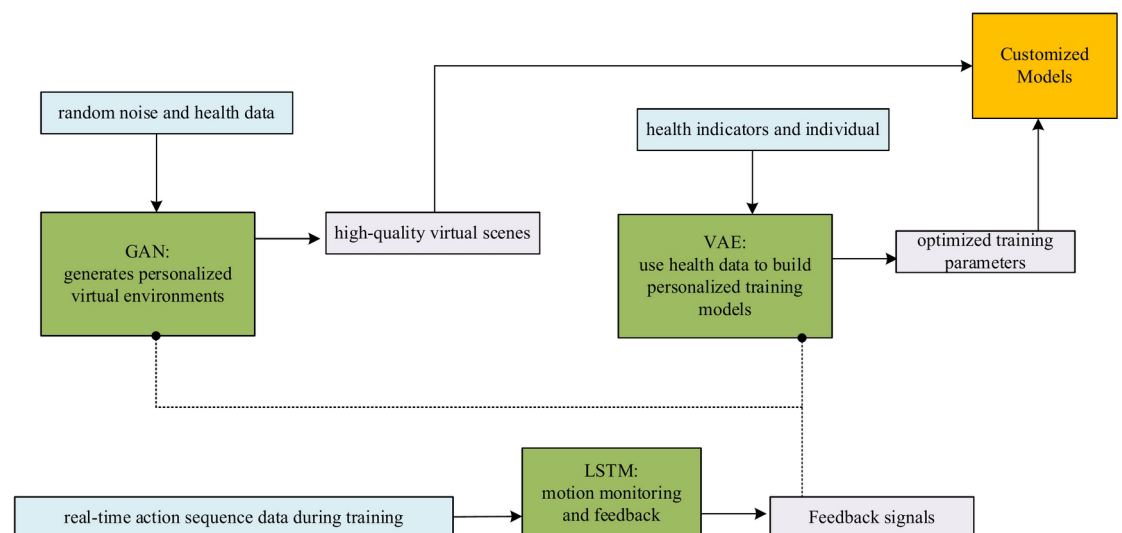 Customized
Models
random noise and health data
health indicators and individual
GAN:
generates personalized
virtual environments
high-quality virtual scenes
VAE:
use health data to build
personalized training
models
optimized training
parameters
LSTM:
motion monitoring
and feedback
real-time action sequence data during training
Feedback signals